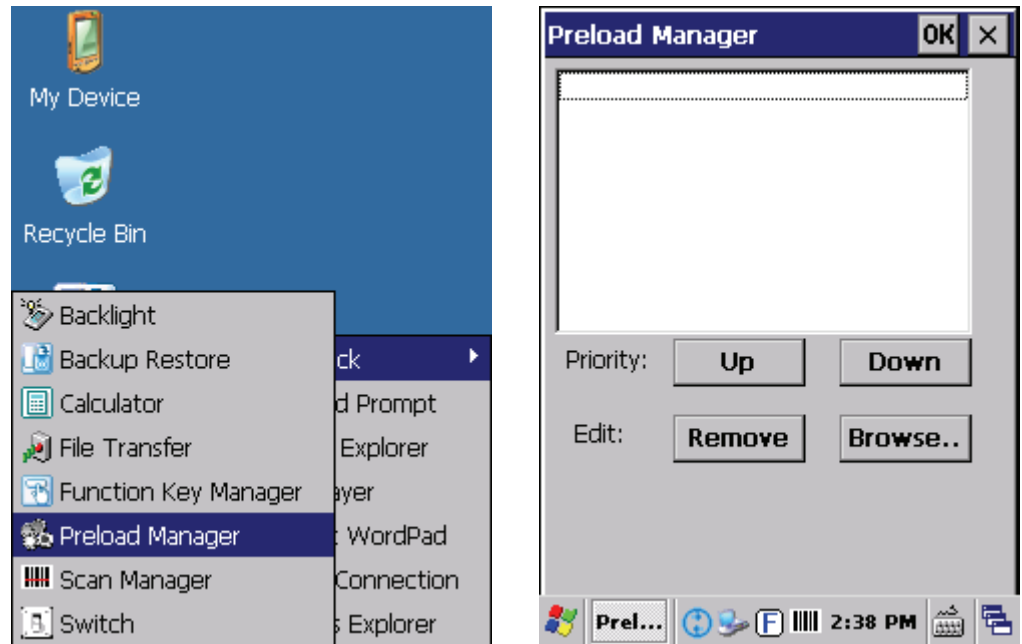 My Device
Recycle Bin
Backlight
Backup Restore
Calculator
File Transfer
Function Key Manager
Preload Manager
Scan Manager
Switch
ck
d Prompt
Explorer
ayer
WordPad
Connection
s Explorer
Preload Manager OK
Priority: Up Down
Edit: Remove Browse..
Prel... F 2:38 PM